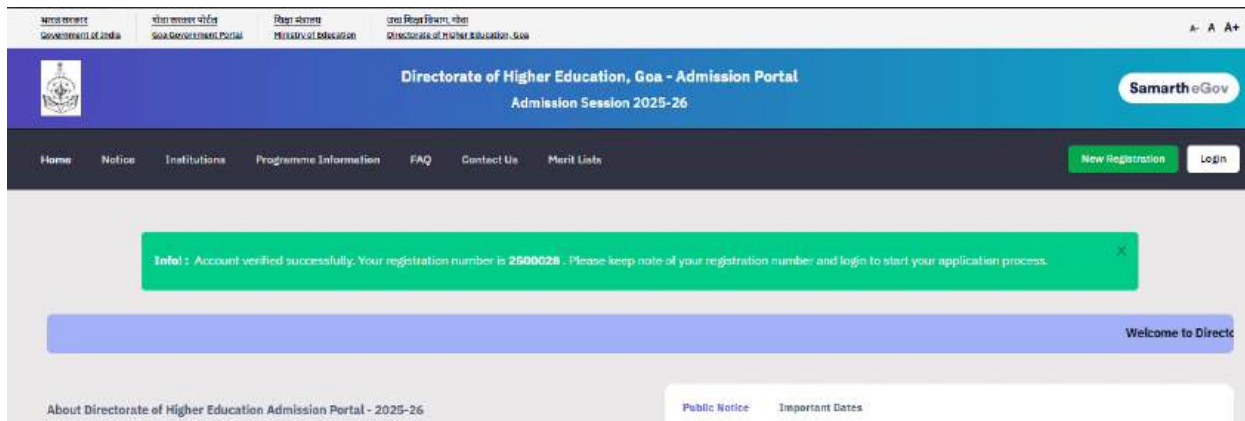 भारत सरकार
Government of India
गोवा सरकार पोर्टल
Goa Government Portal
शिक्षा मंत्रालय
Ministry of Education
उच्च शिक्षा विभाग, गोवा
Directorate of Higher Education, Goa
A- A A+
Directorate of Higher Education, Goa - Admission Portal
Admission Session 2025-26
Samarth eGov
Home Notice Institutions Programme Information FAQ Contact Us Merit Lists New Registration Login
Info! : Account verified successfully. Your registration number is 2500028 . Please keep note of your registration number and login to start your application process. ×
Welcome to Directo
About Directorate of Higher Education Admission Portal - 2025-26
Public Notice Important Dates